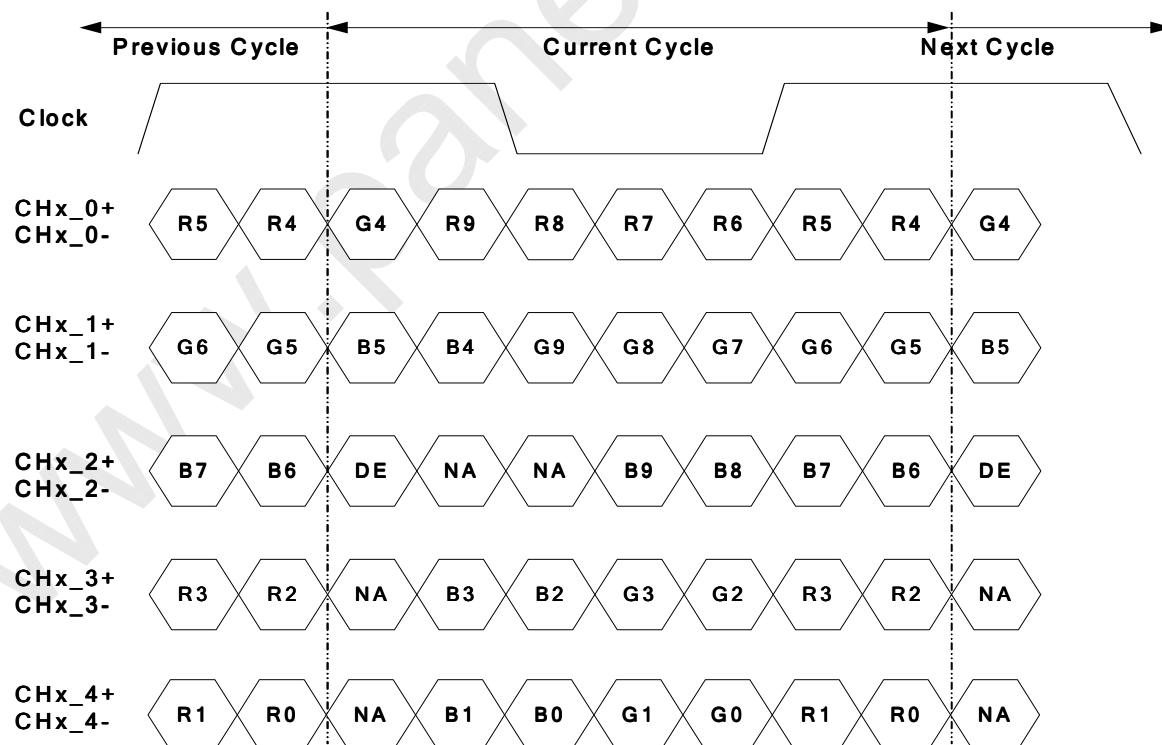 Previous Cycle Current Cycle Next Cycle
Clock
CHx_0+
CHx_0-
R5 R4 G4 R9 R8 R7 R6 R5 R4 G4
CHx_1+
CHx_1-
G6 G5 B5 B4 G9 G8 G7 G6 G5 B5
CHx_2+
CHx_2-
B7 B6 DE NA NA B9 B8 B7 B6 DE
CHx_3+
CHx_3-
R3 R2 NA B3 B2 G3 G2 R3 R2 NA
CHx_4+
CHx_4-
R1 R0 NA B1 B0 G1 G0 R1 R0 NA
www.pane